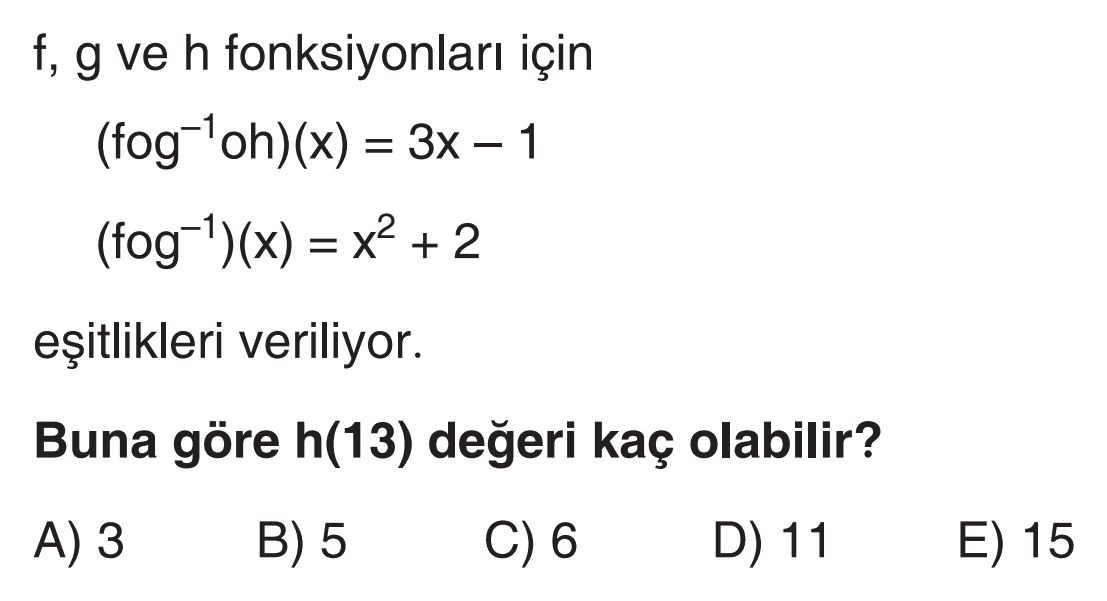 f, g ve h fonksiyonları için
(fog⁻¹oh)(x) = 3x – 1
(fog⁻¹)(x) = x² + 2
eşitlikleri veriliyor.
Buna göre h(13) değeri kaç olabilir?
A) 3 B) 5 C) 6 D) 11 E) 15